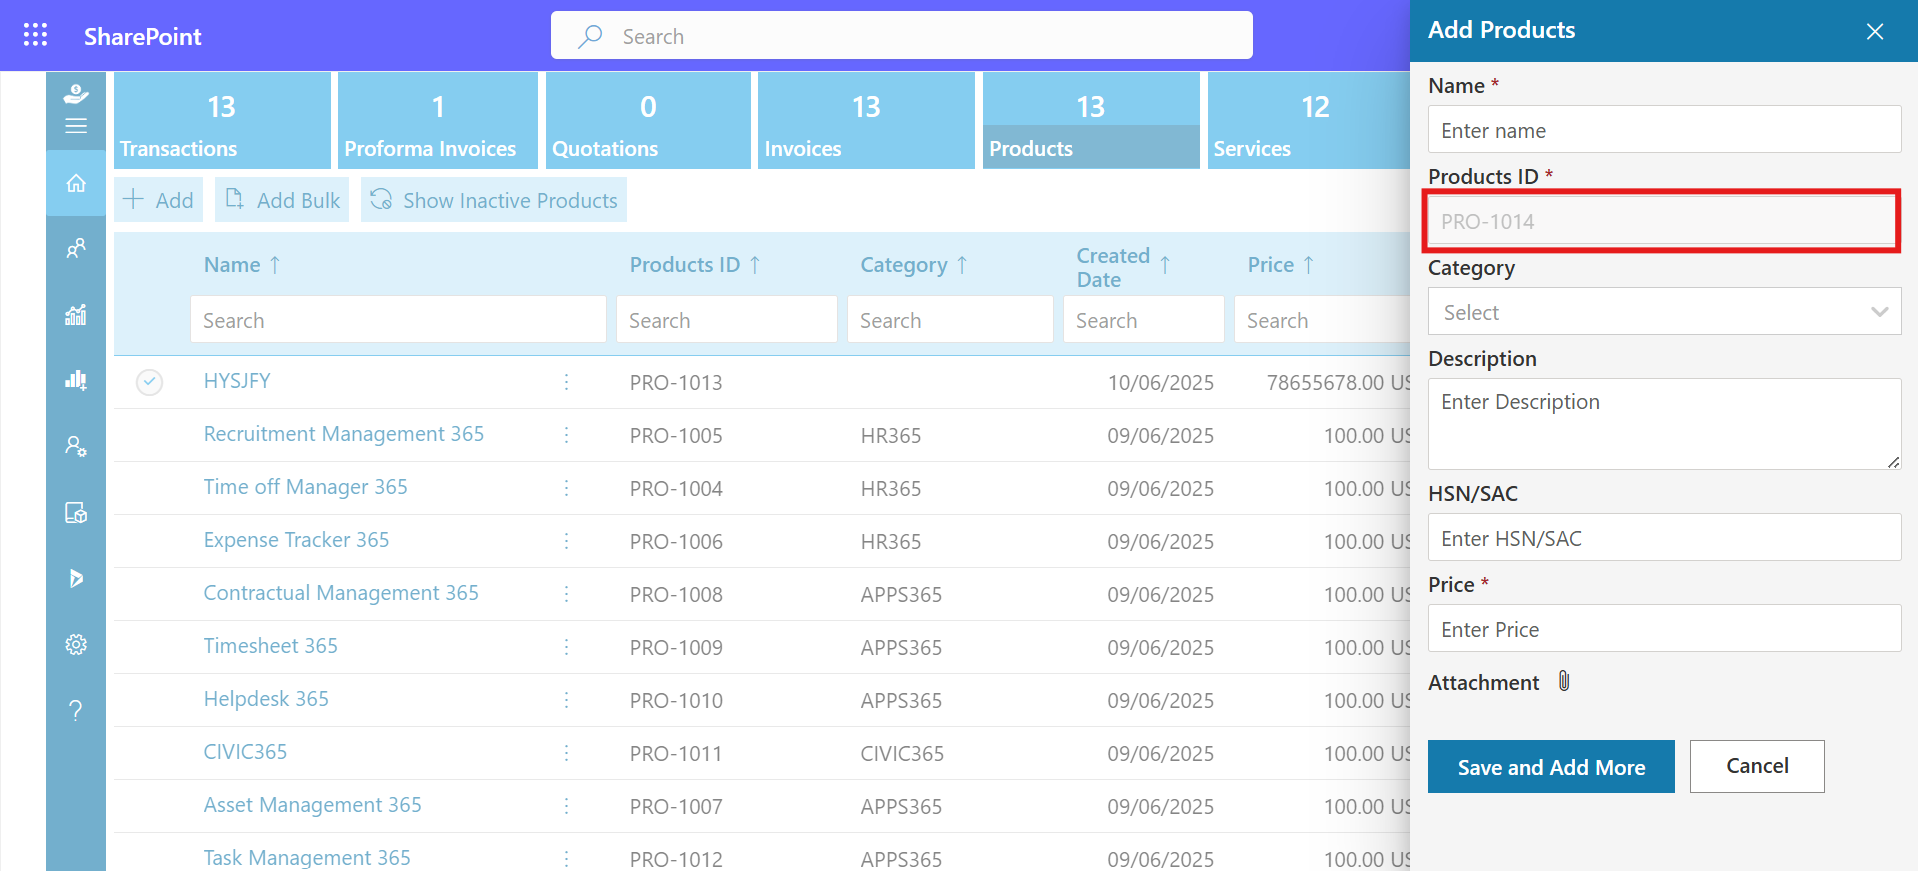 SharePoint
Search
13
Transactions
1
Proforma Invoices
0
Quotations
13
Invoices
13
Products
12
Services
Add
Add Bulk
Show Inactive Products
Name ↑
Products ID ↑
Category ↑
Created
Date ↑
Price ↑
Search
Search
Search
Search
Search
HYSJFY PRO-1013 10/06/2025 78655678.00 US
Recruitment Management 365 PRO-1005 HR365 09/06/2025 100.00 US
Time off Manager 365 PRO-1004 HR365 09/06/2025 100.00 US
Expense Tracker 365 PRO-1006 HR365 09/06/2025 100.00 US
Contractual Management 365 PRO-1008 APPS365 09/06/2025 100.00 US
Timesheet 365 PRO-1009 APPS365 09/06/2025 100.00 US
Helpdesk 365 PRO-1010 APPS365 09/06/2025 100.00 US
CIVIC365 PRO-1011 CIVIC365 09/06/2025 100.00 US
Asset Management 365 PRO-1007 APPS365 09/06/2025 100.00 US
Task Management 365 PRO-1012 APPS365 09/06/2025 100.00 US
Add Products
Name *
Enter name
Products ID *
PRO-1014
Category
Select
Description
Enter Description
HSN/SAC
Enter HSN/SAC
Price *
Enter Price
Attachment
Save and Add More
Cancel